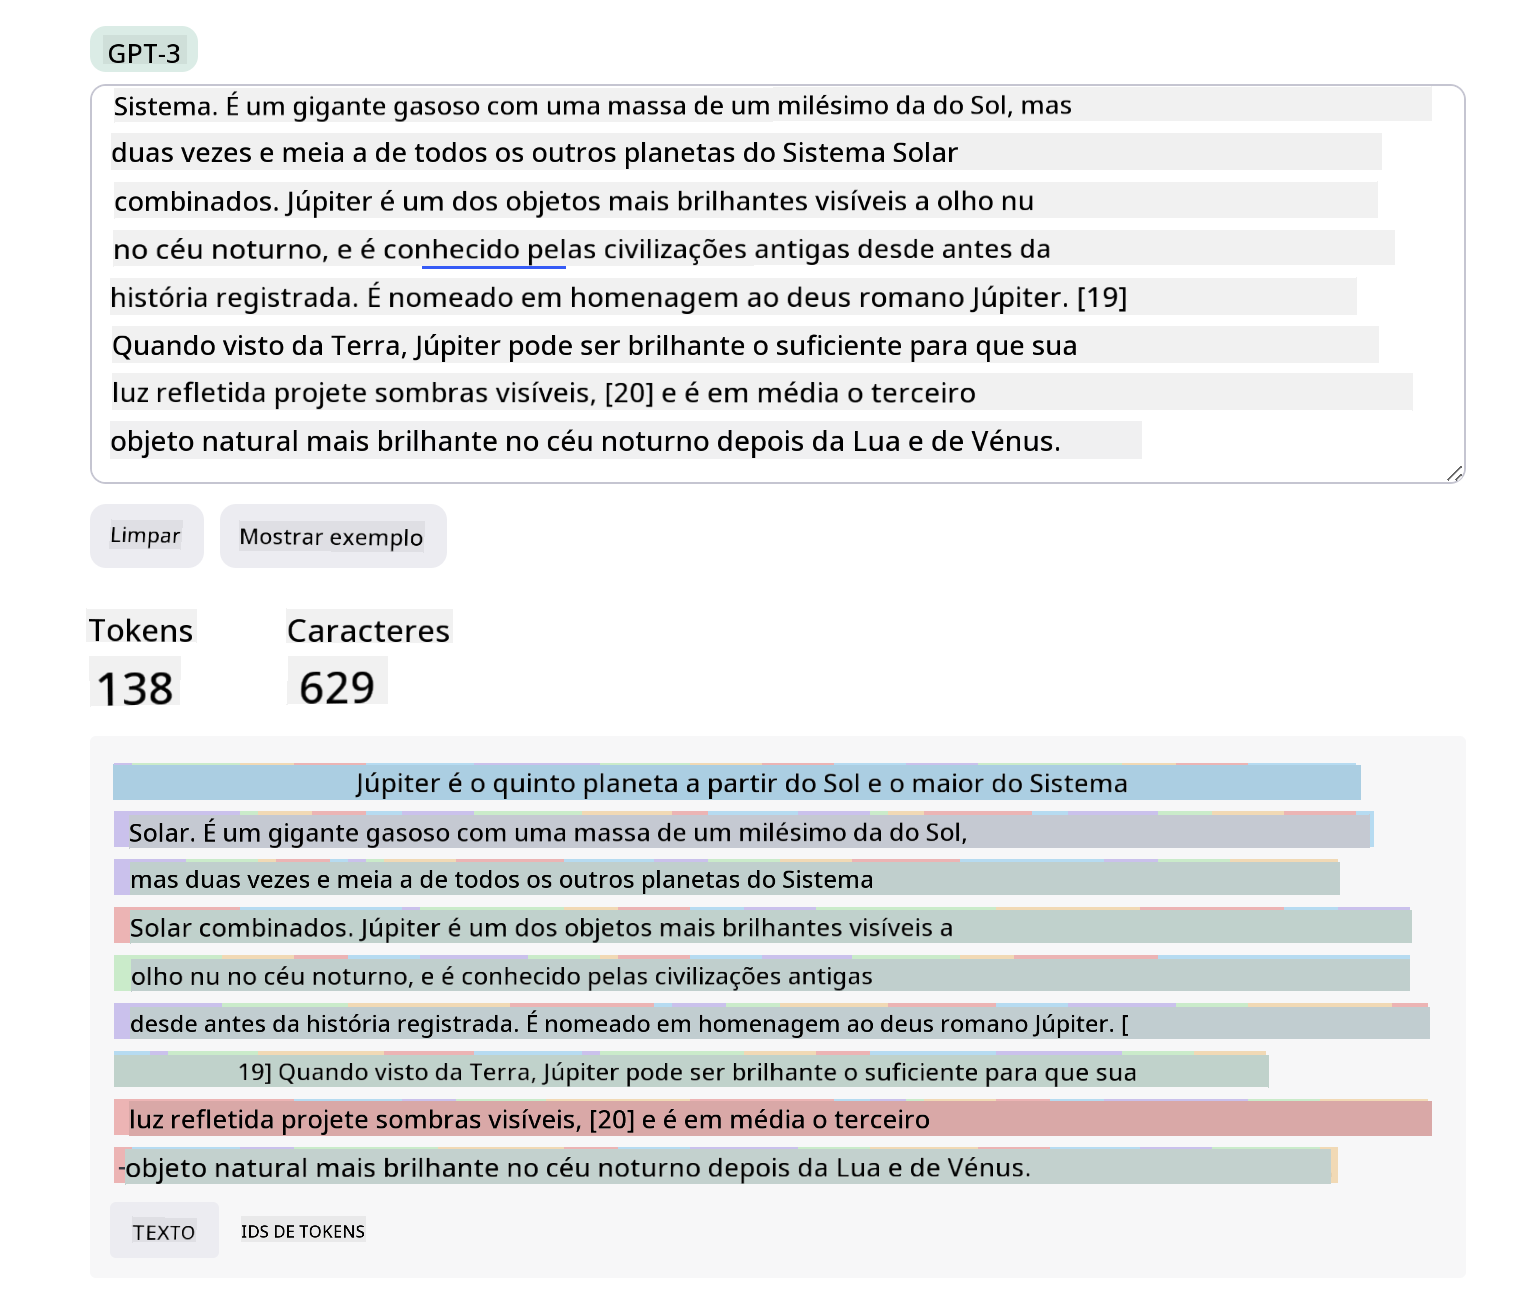 GPT-3
Sistema. É um gigante gasoso com uma massa de um milésimo da do Sol, mas
duas vezes e meia a de todos os outros planetas do Sistema Solar
combinados. Júpiter é um dos objetos mais brilhantes visíveis a olho nu
no céu noturno, e é conhecido pelas civilizações antigas desde antes da
história registrada. É nomeado em homenagem ao deus romano Júpiter. [19]
Quando visto da Terra, Júpiter pode ser brilhante o suficiente para que sua
luz refletida projete sombras visíveis, [20] e é em média o terceiro
objeto natural mais brilhante no céu noturno depois da Lua e de Vénus.
Limpar
Mostrar exemplo
Tokens
Caracteres
138
629
Júpiter é o quinto planeta a partir do Sol e o maior do Sistema
Solar. É um gigante gasoso com uma massa de um milésimo da do Sol,
mas duas vezes e meia a de todos os outros planetas do Sistema
Solar combinados. Júpiter é um dos objetos mais brilhantes visíveis a
olho nu no céu noturno, e é conhecido pelas civilizações antigas
desde antes da história registrada. É nomeado em homenagem ao deus romano Júpiter. [
19] Quando visto da Terra, Júpiter pode ser brilhante o suficiente para que sua
luz refletida projete sombras visíveis, [20] e é em média o terceiro
-objeto natural mais brilhante no céu noturno depois da Lua e de Vénus.
TEXTO
IDS DE TOKENS